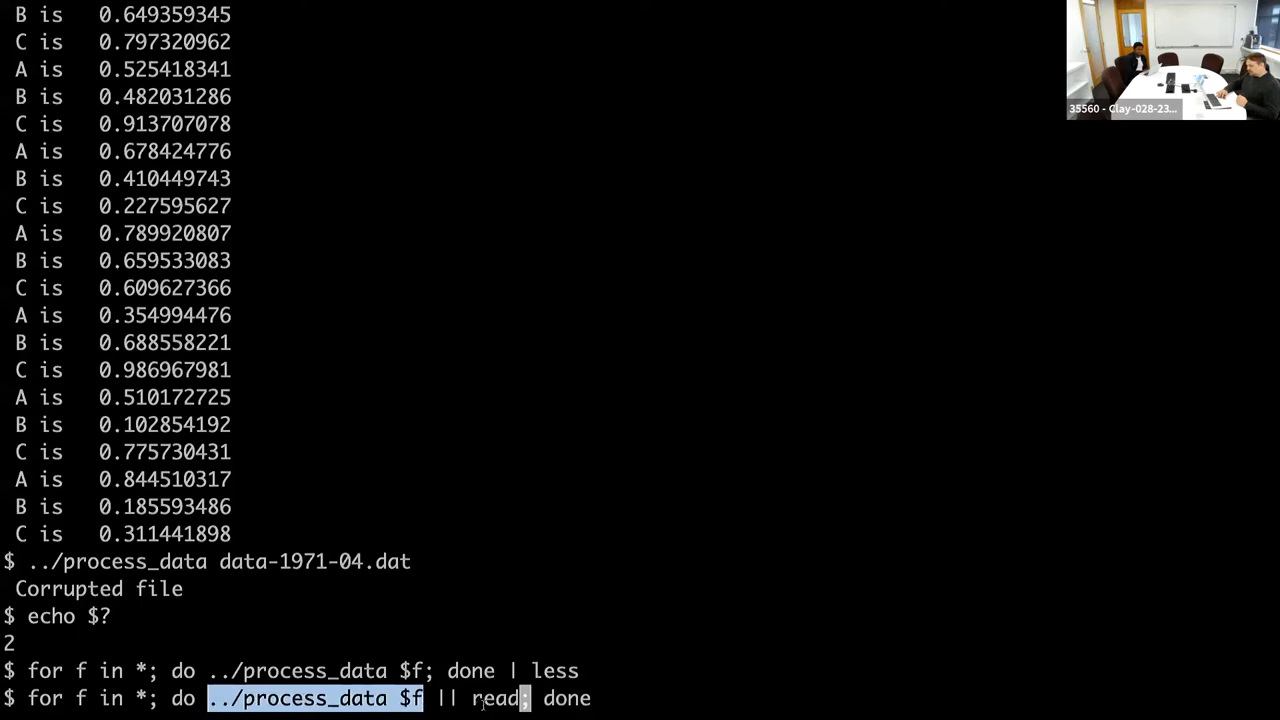 B is   0.649359345
C is   0.797320962
A is   0.525418341
B is   0.482031286
C is   0.913707078
A is   0.678424776
B is   0.410449743
C is   0.227595627
A is   0.789920807
B is   0.659533083
C is   0.609627366
A is   0.354994476
B is   0.688558221
C is   0.986967981
A is   0.510172725
B is   0.102854192
C is   0.775730431
A is   0.844510317
B is   0.185593486
C is   0.311441898
$ ../process_data data-1971-04.dat
Corrupted file
$ echo $?
2
$ for f in *; do ../process_data $f; done | less
$ for f in *; do ../process_data $f || read; done
35560 - Clay-028-23...